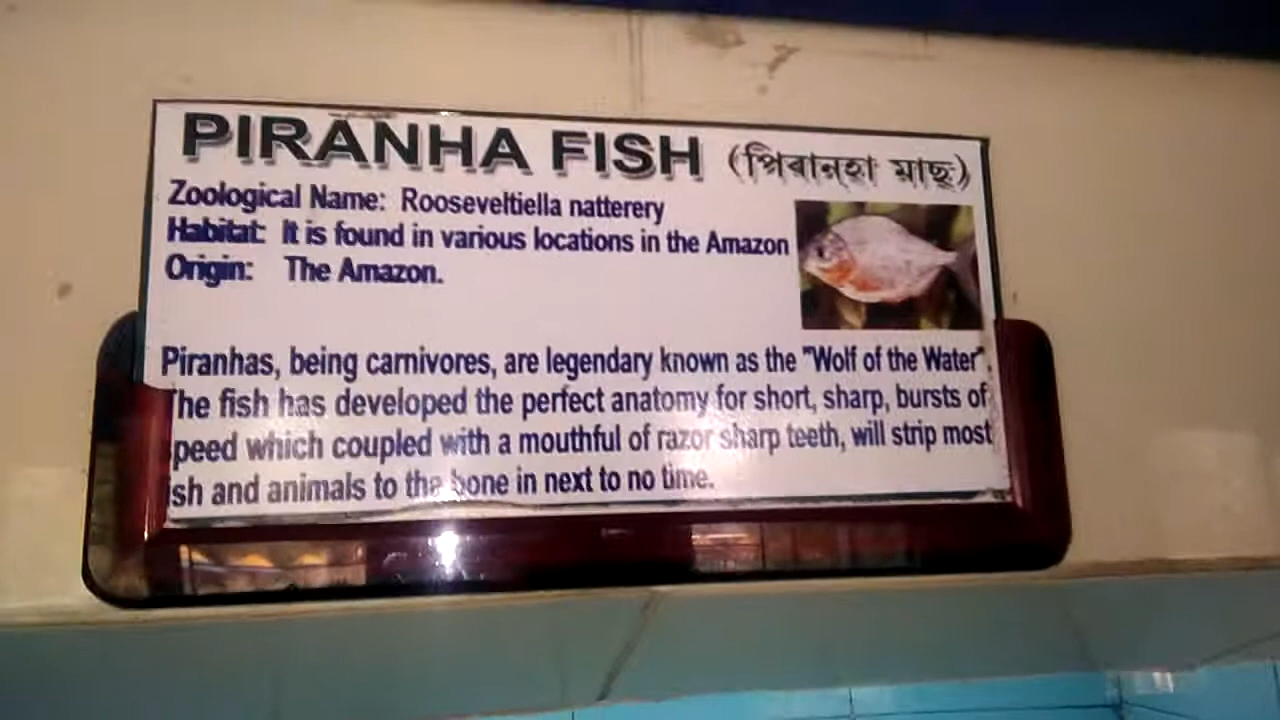 PIRANHA FISH (পিৰান্হা মাছ)
Zoological Name: Rooseveltiella natterery
Habitat: It is found in various locations in the Amazon
Origin: The Amazon.
Piranhas, being carnivores, are legendary known as the "Wolf of the Water".
The fish has developed the perfect anatomy for short, sharp, bursts of
speed which coupled with a mouthful of razor sharp teeth, will strip most
fish and animals to the bone in next to no time.